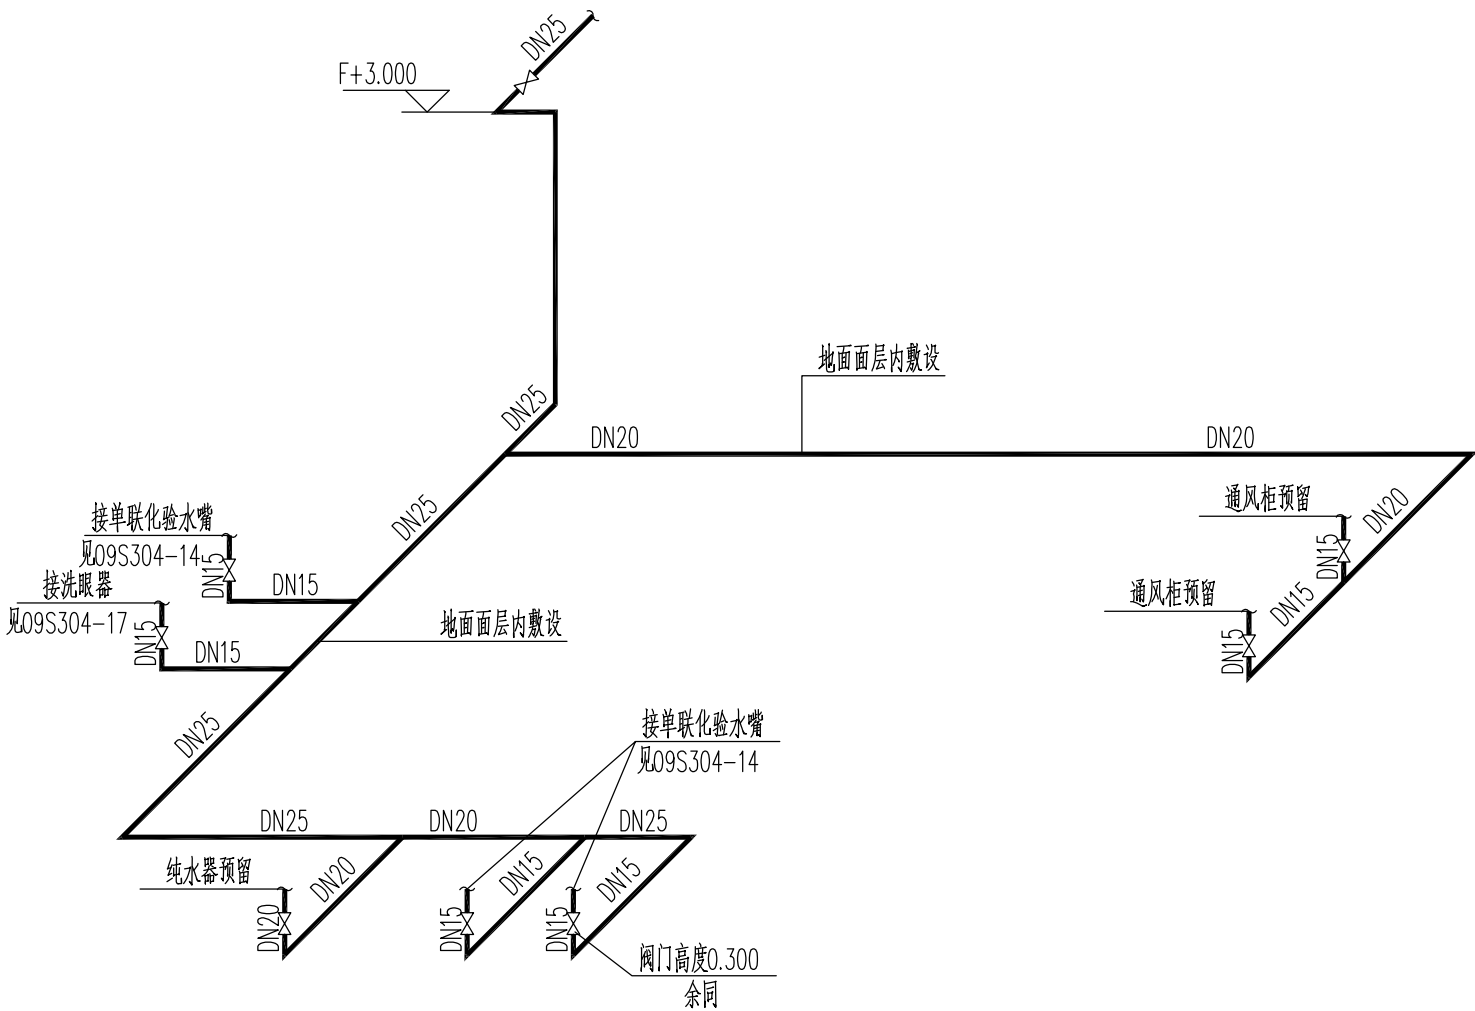 DN25
F+3.000
地面面层内敷设
DN25
DN20
DN20
通风柜预留
DN20
DN15
DN25
接单联化验水嘴
见09S304-14
DN15
DN15
接洗眼器
见09S304-17
DN15
DN15
通风柜预留
DN15
DN15
地面面层内敷设
DN25
接单联化验水嘴
见09S304-14
DN25
DN20
DN25
纯水器预留
DN20
DN20
DN15
DN15
DN15
DN15
阀门高度0.300
余同